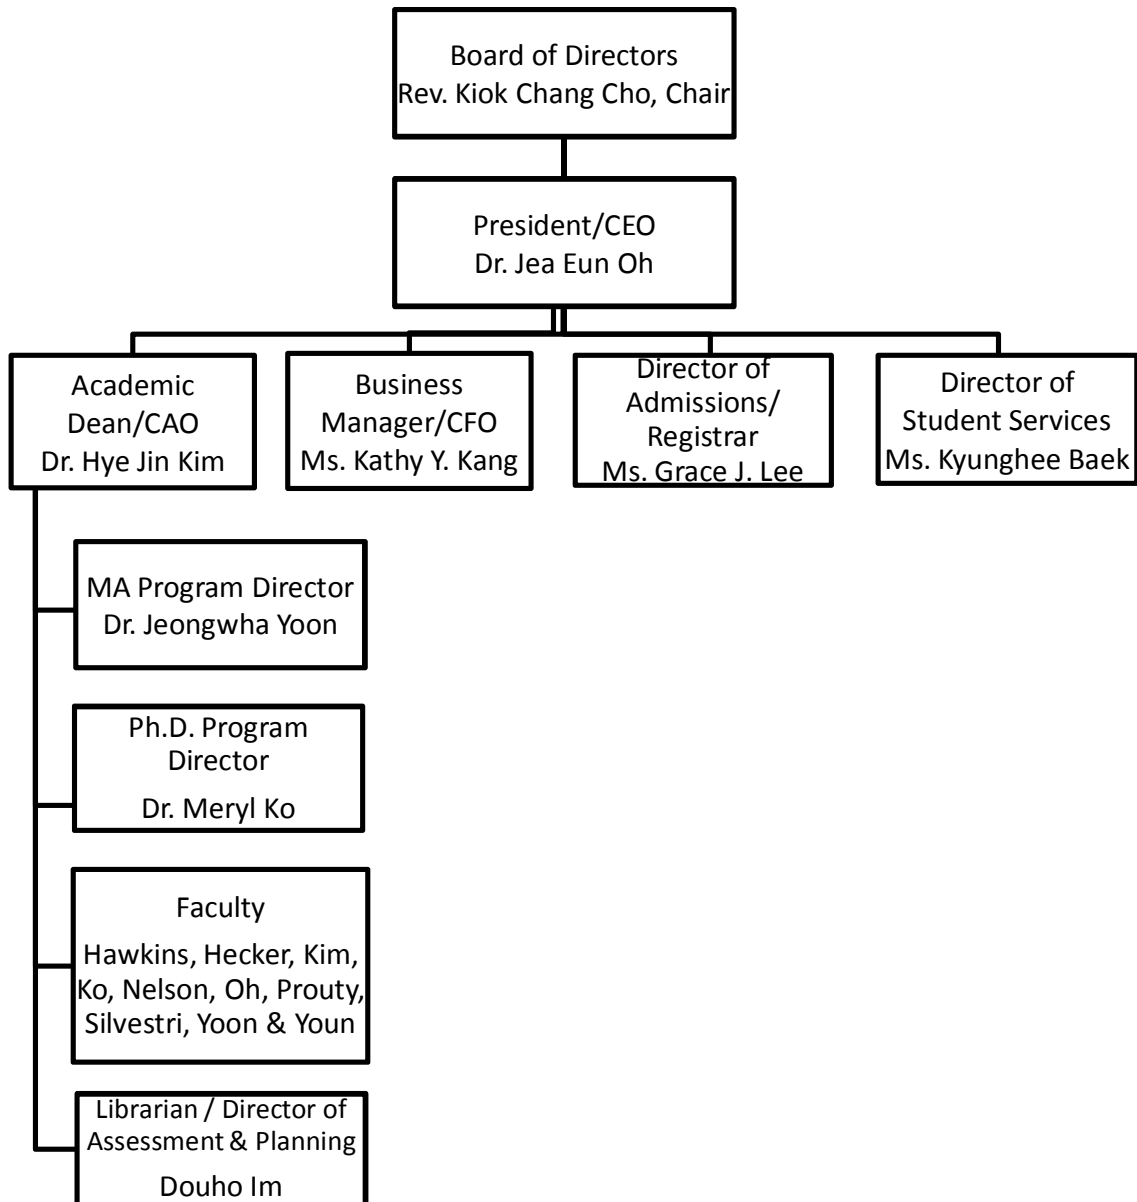 Board of Directors
Rev. Kiok Chang Cho, Chair
President/CEO
Dr. Jea Eun Oh
Academic
Dean/CAO
Dr. Hye Jin Kim
Business
Manager/CFO
Ms. Kathy Y. Kang
Director of
Admissions/
Registrar
Ms. Grace J. Lee
Director of
Student Services
Ms. Kyunghee Baek
MA Program Director
Dr. Jeongwha Yoon
Ph.D. Program
Director
Dr. Meryl Ko
Faculty
Hawkins, Hecker, Kim,
Ko, Nelson, Oh, Prouty,
Silvestri, Yoon & Youn
Librarian / Director of
Assessment & Planning
Douho Im